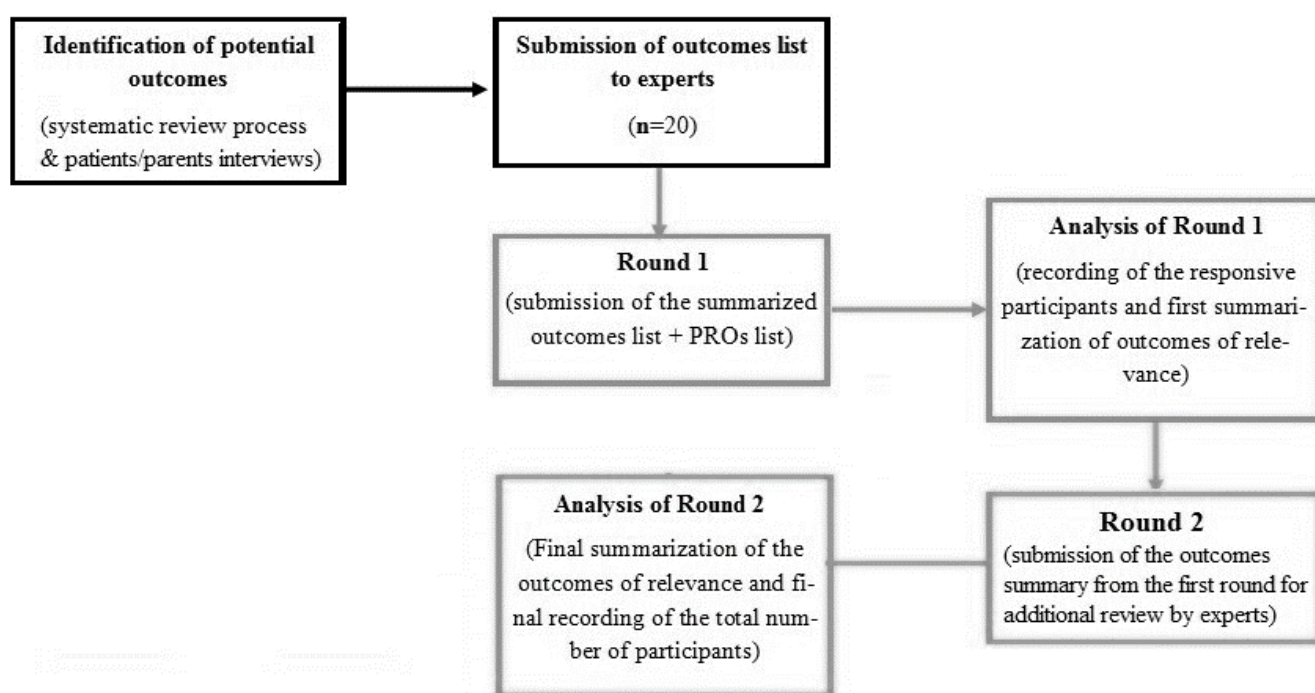 Identification of potential
outcomes
(systematic review process
& patients/parents interviews)
Submission of outcomes list
to experts
(n=20)
Round 1
(submission of the summarized
outcomes list + PROs list)
Analysis of Round 1
(recording of the responsive
participants and first summari-
zation of outcomes of rele-
vance)
Round 2
(submission of the outcomes
summary from the first round for
additional review by experts)
Analysis of Round 2
(Final summarization of the
outcomes of relevance and fi-
nal recording of the total num-
ber of participants)